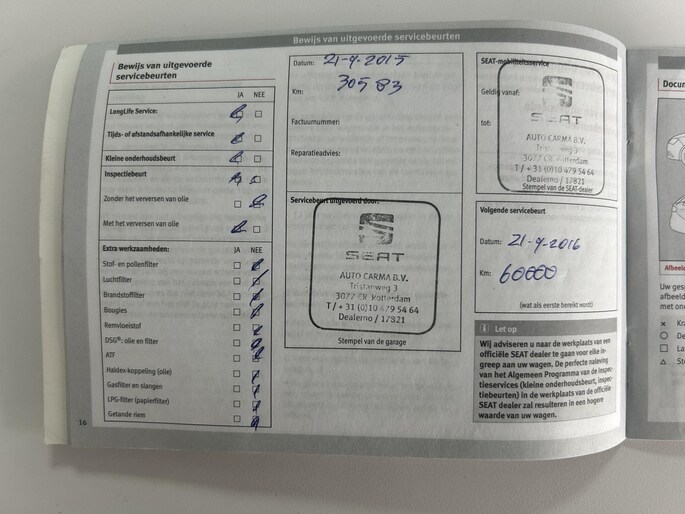 Bewijs van uitgevoerde servicebeurten
Bewijs van uitgevoerde
servicebeurten
JA NEE
LongLife Service:
Tijds- of afstandsafhankelijke service
Kleine onderhoudsbeurt
Inspectiebeurt
Zonder het verversen van olie
Met het verversen van olie
Extra werkzaamheden: JA NEE
Stof- en pollenfilter
Luchtfilter
Brandstoffilter
Bougies
Remvloeistof
DSG®: olie en filter
ATF
Haldex-koppeling (olie)
Gasfilter en slangen
LPG-filter (papierfilter)
Getande riem
16
Datum: 21-4-2015
Km: 30583
Factuurnummer:
Reparatieadvies:
Servicebeurt uitgevoerd door:
SEAT
AUTO CARMA B.V.
Tristanweg 3
3077 CR Rotterdam
T / +31 (0)10 479 54 64
Dealerno / 17821
Stempel van de garage
SEAT-mobiliteitsservice
Geldig vanaf:
tot:
SEAT
AUTO CARMA B.V.
Tristanweg 3
3077 CR Rotterdam
T / +31 (0)10 479 54 64
Dealerno / 17821
Stempel van de SEAT-dealer
Volgende servicebeurt
Datum: 21-4-2016
Km: 60000
(wat als eerste bereikt wordt)
i Let op
Wij adviseren u naar de werkplaats van een
officiële SEAT dealer te gaan voor elke in-
greep aan uw wagen. De perfecte naleving
van het Algemeen Programma van de Inspec-
tieservices (kleine onderhoudsbeurt, inspec-
tiebeurten) in de werkplaats van de officiële
SEAT dealer zal resulteren in een hogere
waarde van uw wagen.
Docum
Afbeel
Uw ges
afbeeld
met on